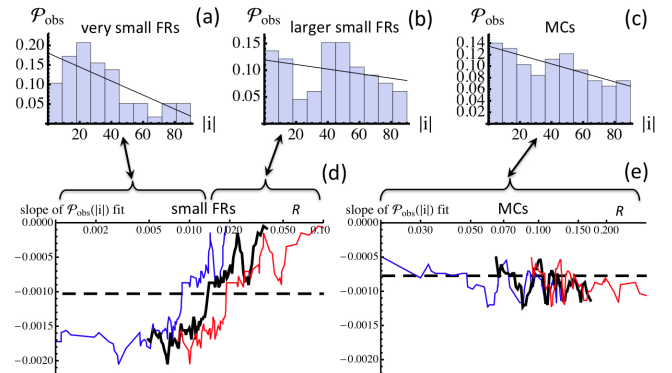 (a) (b) (c)
𝒫obs very small FRs
0.20
0.15
0.10
0.05
0 20 40 60 80 |i|
𝒫obs larger small FRs
0.15
0.10
0.05
0 20 40 60 80 |i|
𝒫obs MCs
0.14
0.12
0.10
0.08
0.06
0.04
0.02
0 20 40 60 80 |i|
(d)
slope of 𝒫obs(|i|) fit small FRs R
0.002 0.005 0.010 0.020 0.050 0.070
0.0000
−0.0005
−0.0010
−0.0015
−0.0020
(e)
slope of 𝒫obs(|i|) fit MCs R
0.030 0.050 0.070 0.100 0.150 0.200
0.0000
−0.0005
−0.0010
−0.0015
−0.0020